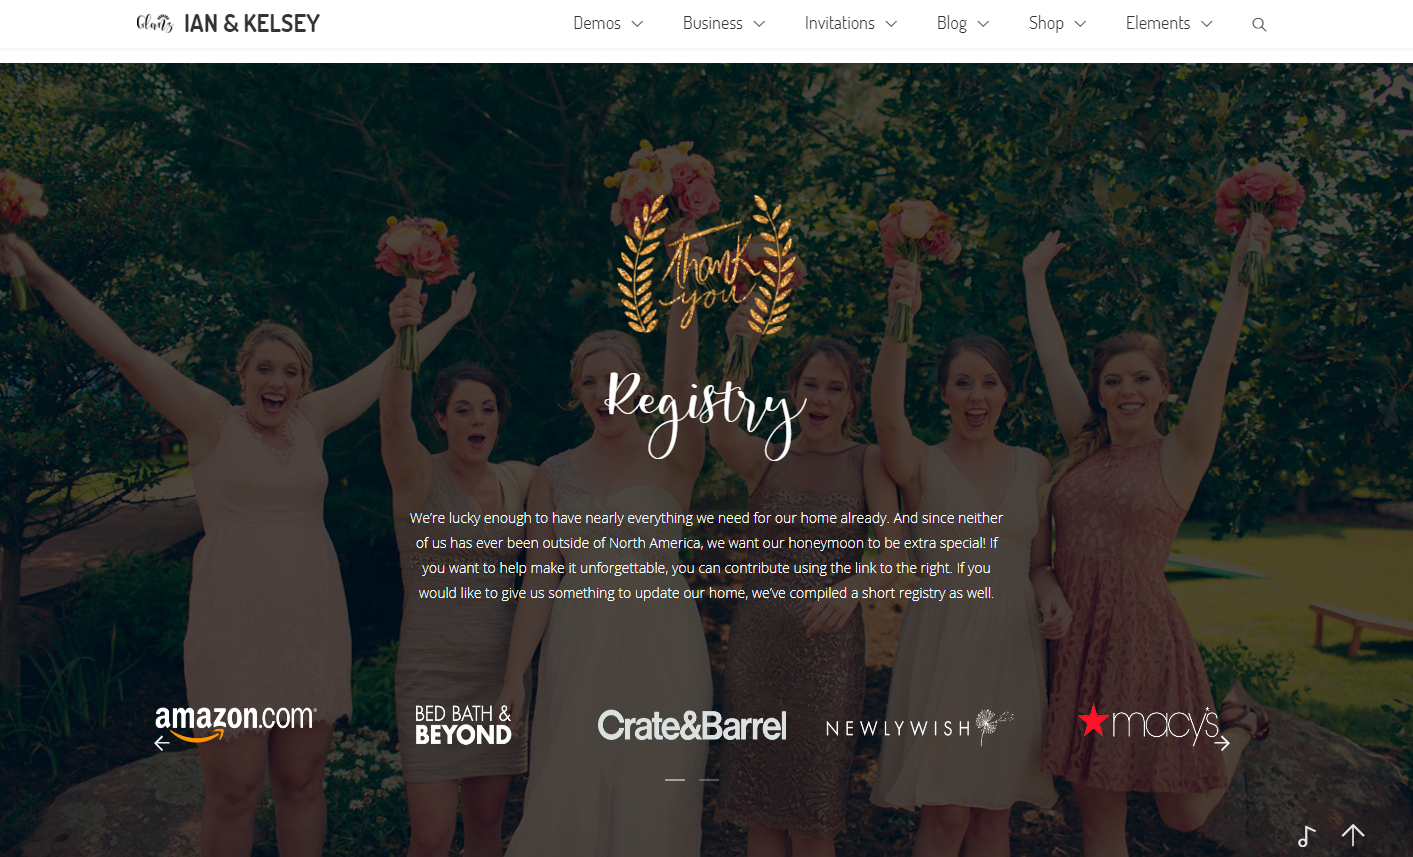 Glanz IAN & KELSEY
Demos Business Invitations Blog Shop Elements
thank
you
Registry
We're lucky enough to have nearly everything we need for our home already. And since neither
of us has ever been outside of North America, we want our honeymoon to be extra special! If
you want to help make it unforgettable, you can contribute using the link to the right. If you
would like to give us something to update our home, we've compiled a short registry as well.
amazon.com
BED BATH &
BEYOND
Crate&Barrel
NEWLYWISH
macy's